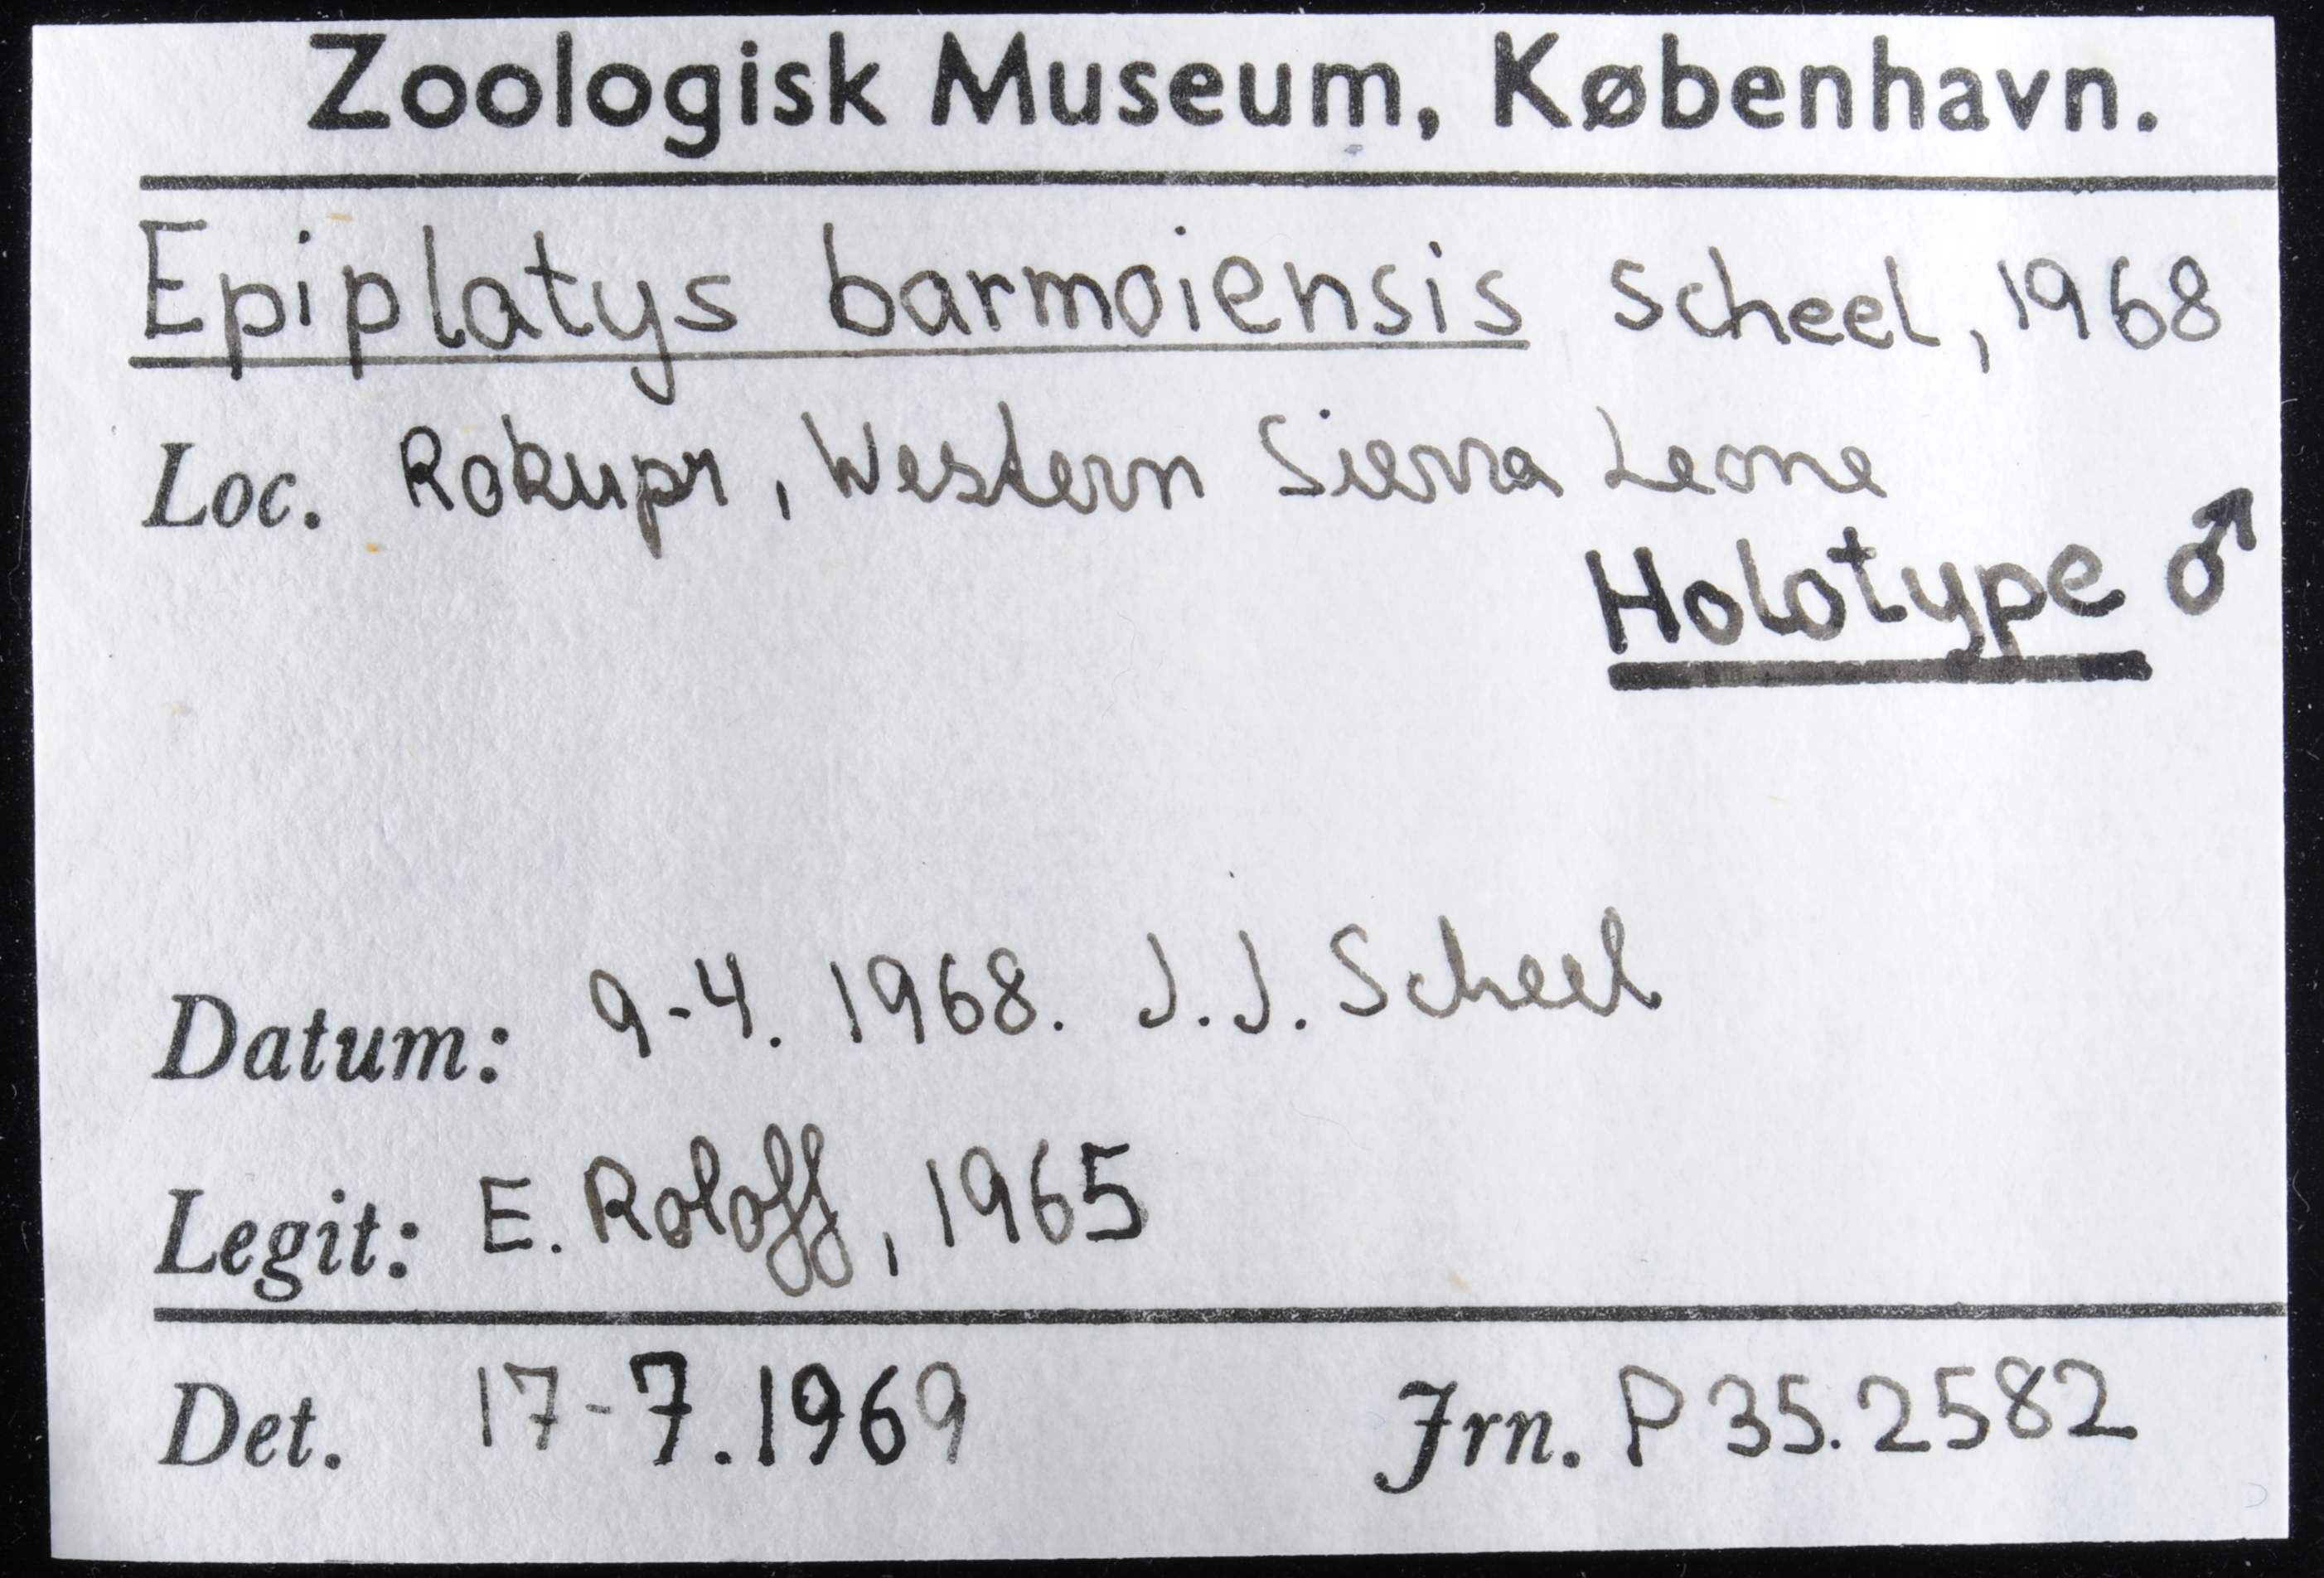 Zoologisk Museum, København.
Epiplatys barmoiensis Scheel, 1968
Loc. Rokupr, Western Sierra Leone
Holotype ♂
Datum: 9-4. 1968. J.J. Scheel
Legit: E. Roloff, 1965
Det. 17-7.1969 Jrn. P 35.2582